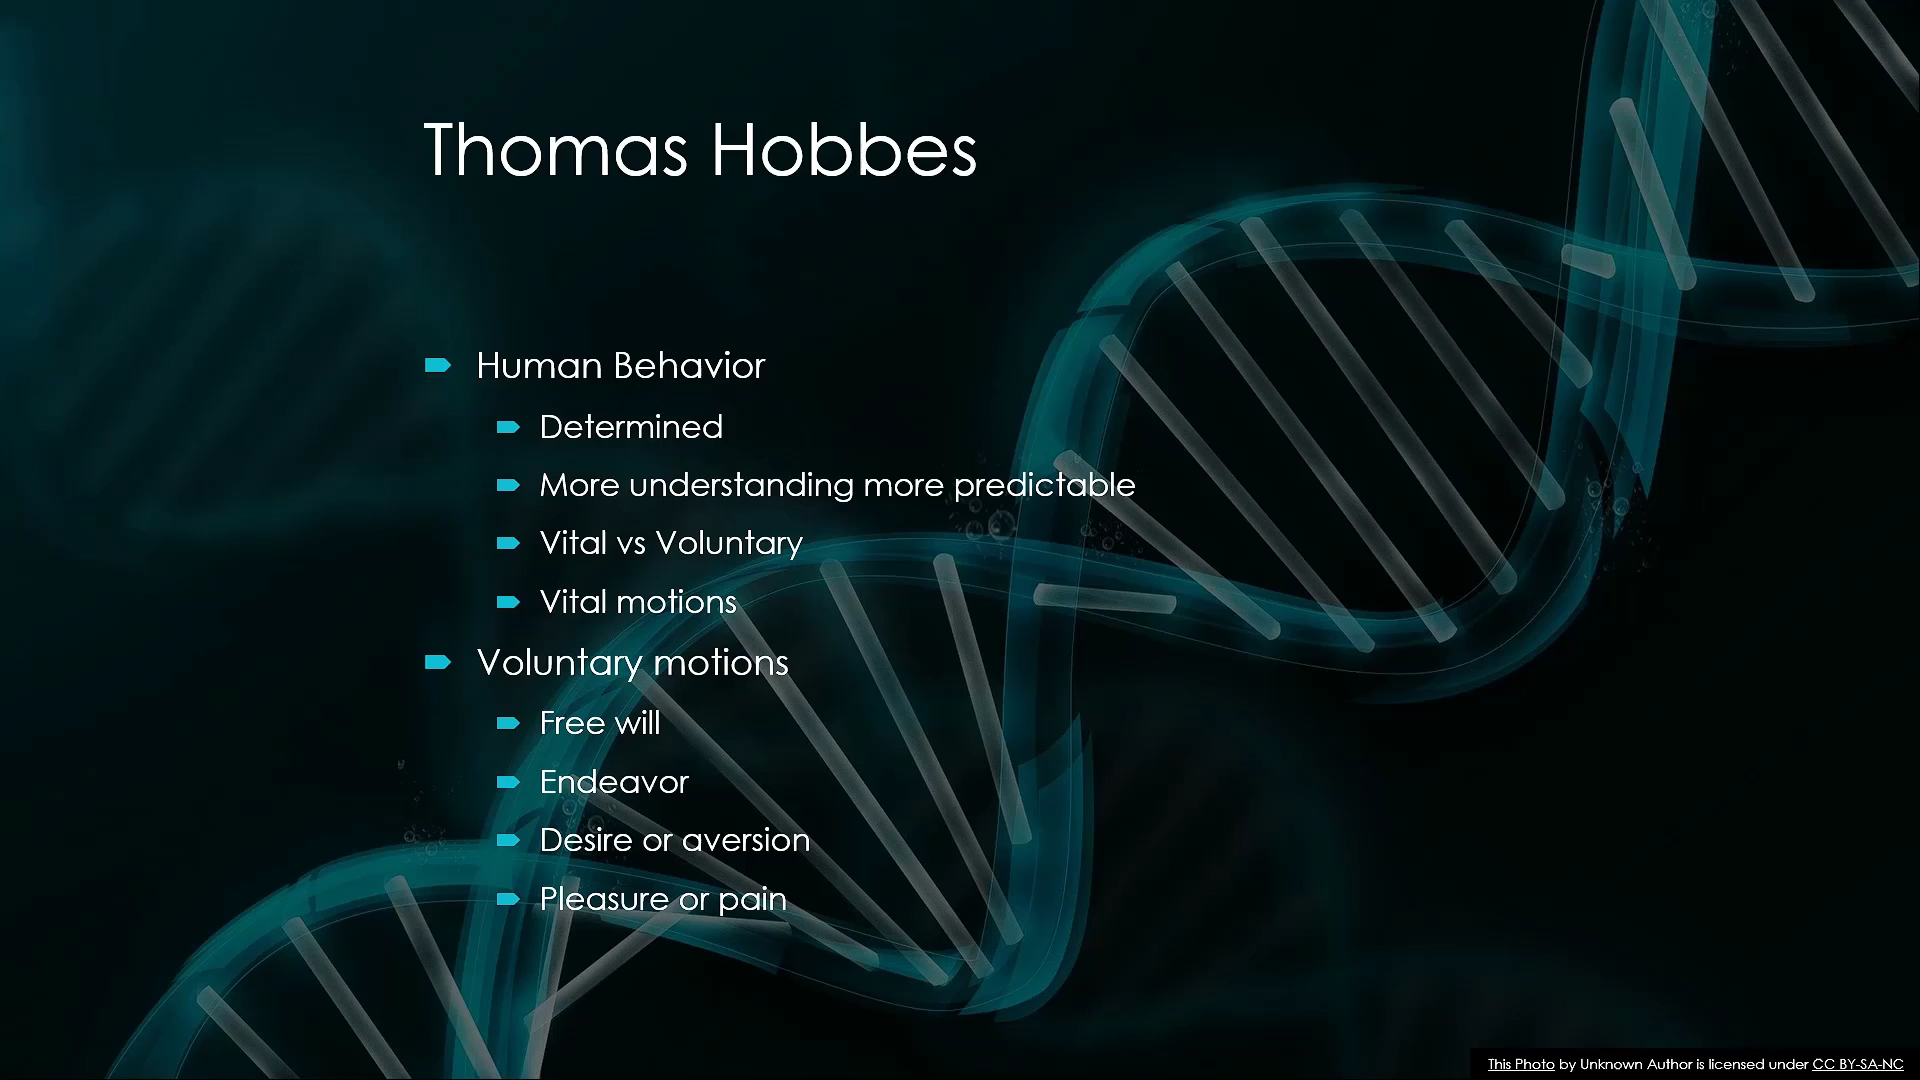 Thomas Hobbes
Human Behavior
Determined
More understanding more predictable
Vital vs Voluntary
Vital motions
Voluntary motions
Free will
Endeavor
Desire or aversion
Pleasure or pain
This Photo by Unknown Author is licensed under CC BY-SA-NC